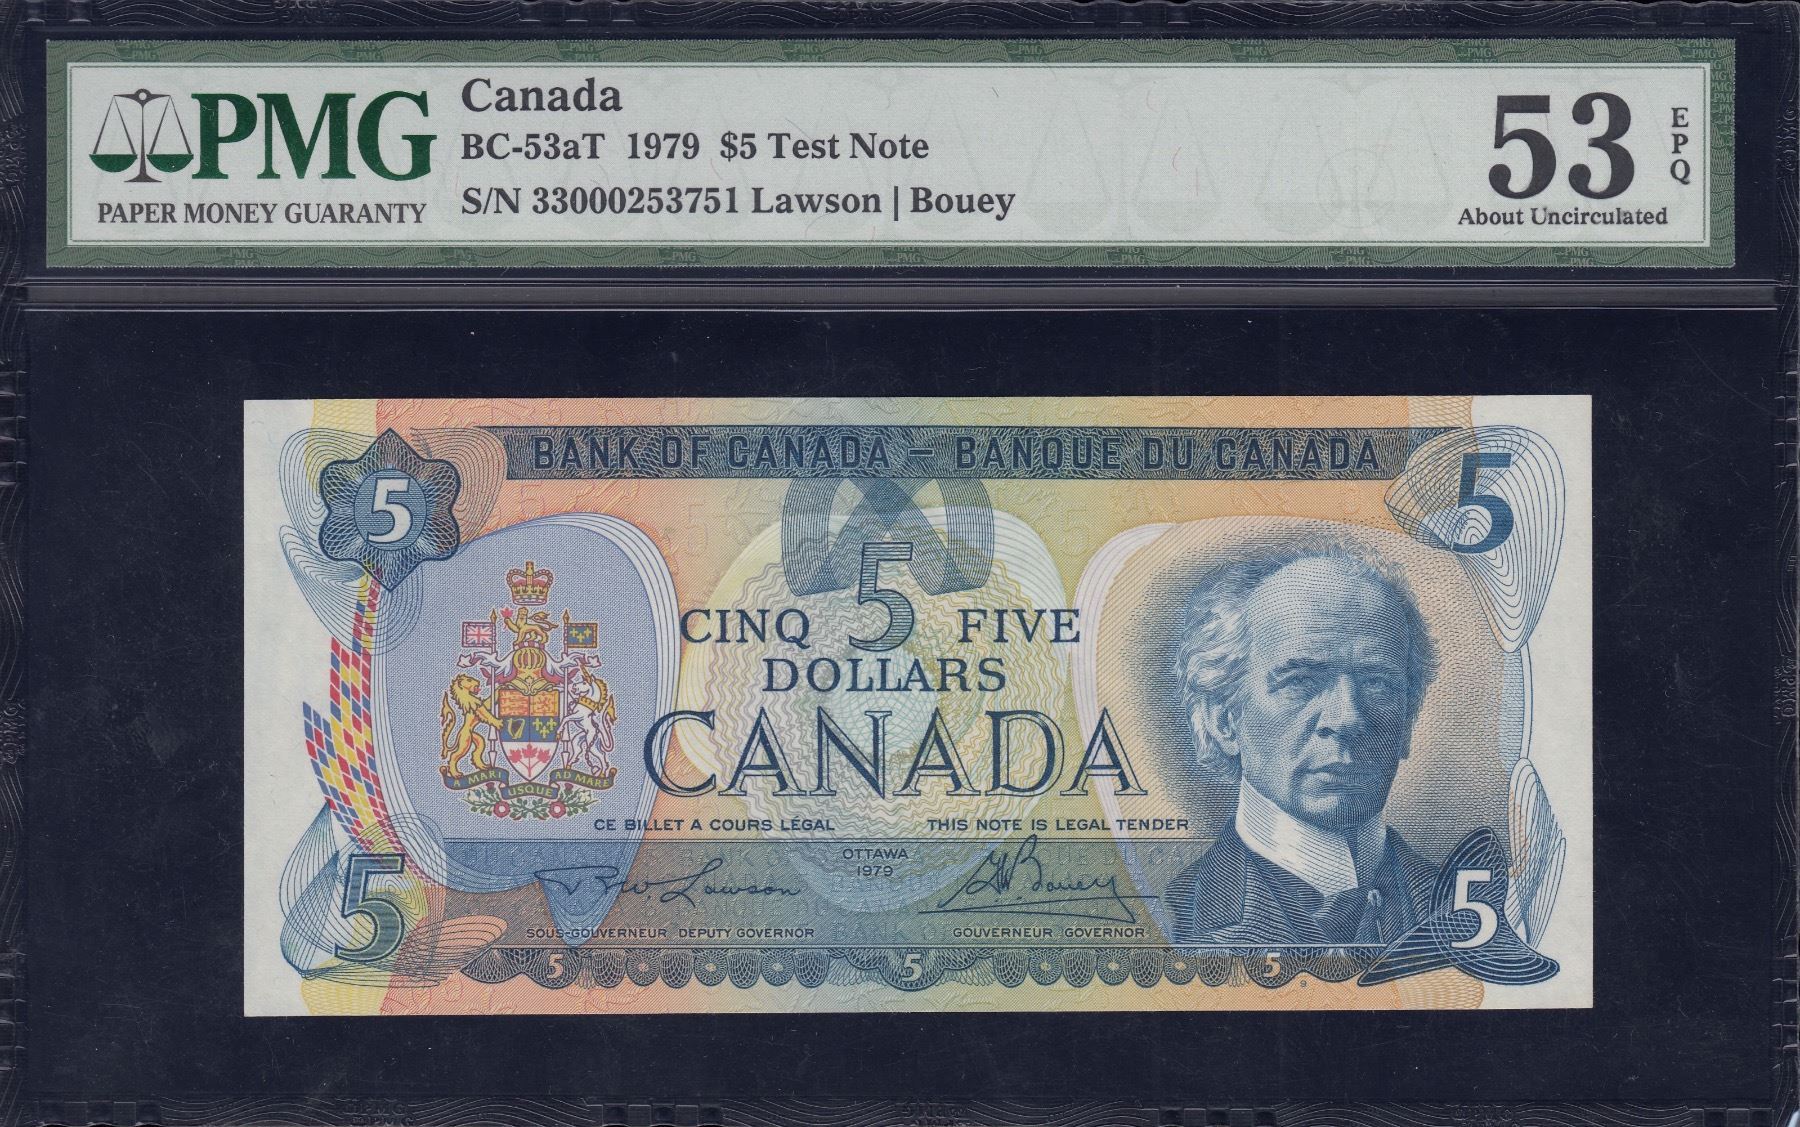 Canada
PMG
BC-53aT 1979 $5 Test Note
S/N 33000253751 Lawson | Bouey
PAPER MONEY GUARANTY
53
EPQ
About Uncirculated
BANK OF CANADA – BANQUE DU CANADA
5
5
CINQ 5 FIVE
DOLLARS
CANADA
A MARI USQUE AD MARE
CE BILLET A COURS LÉGAL
THIS NOTE IS LEGAL TENDER
OTTAWA
1979
Lawson
Bouey
SOUS-GOUVERNEUR DEPUTY GOVERNOR
GOUVERNEUR GOVERNOR
5
5
5 5 5
9